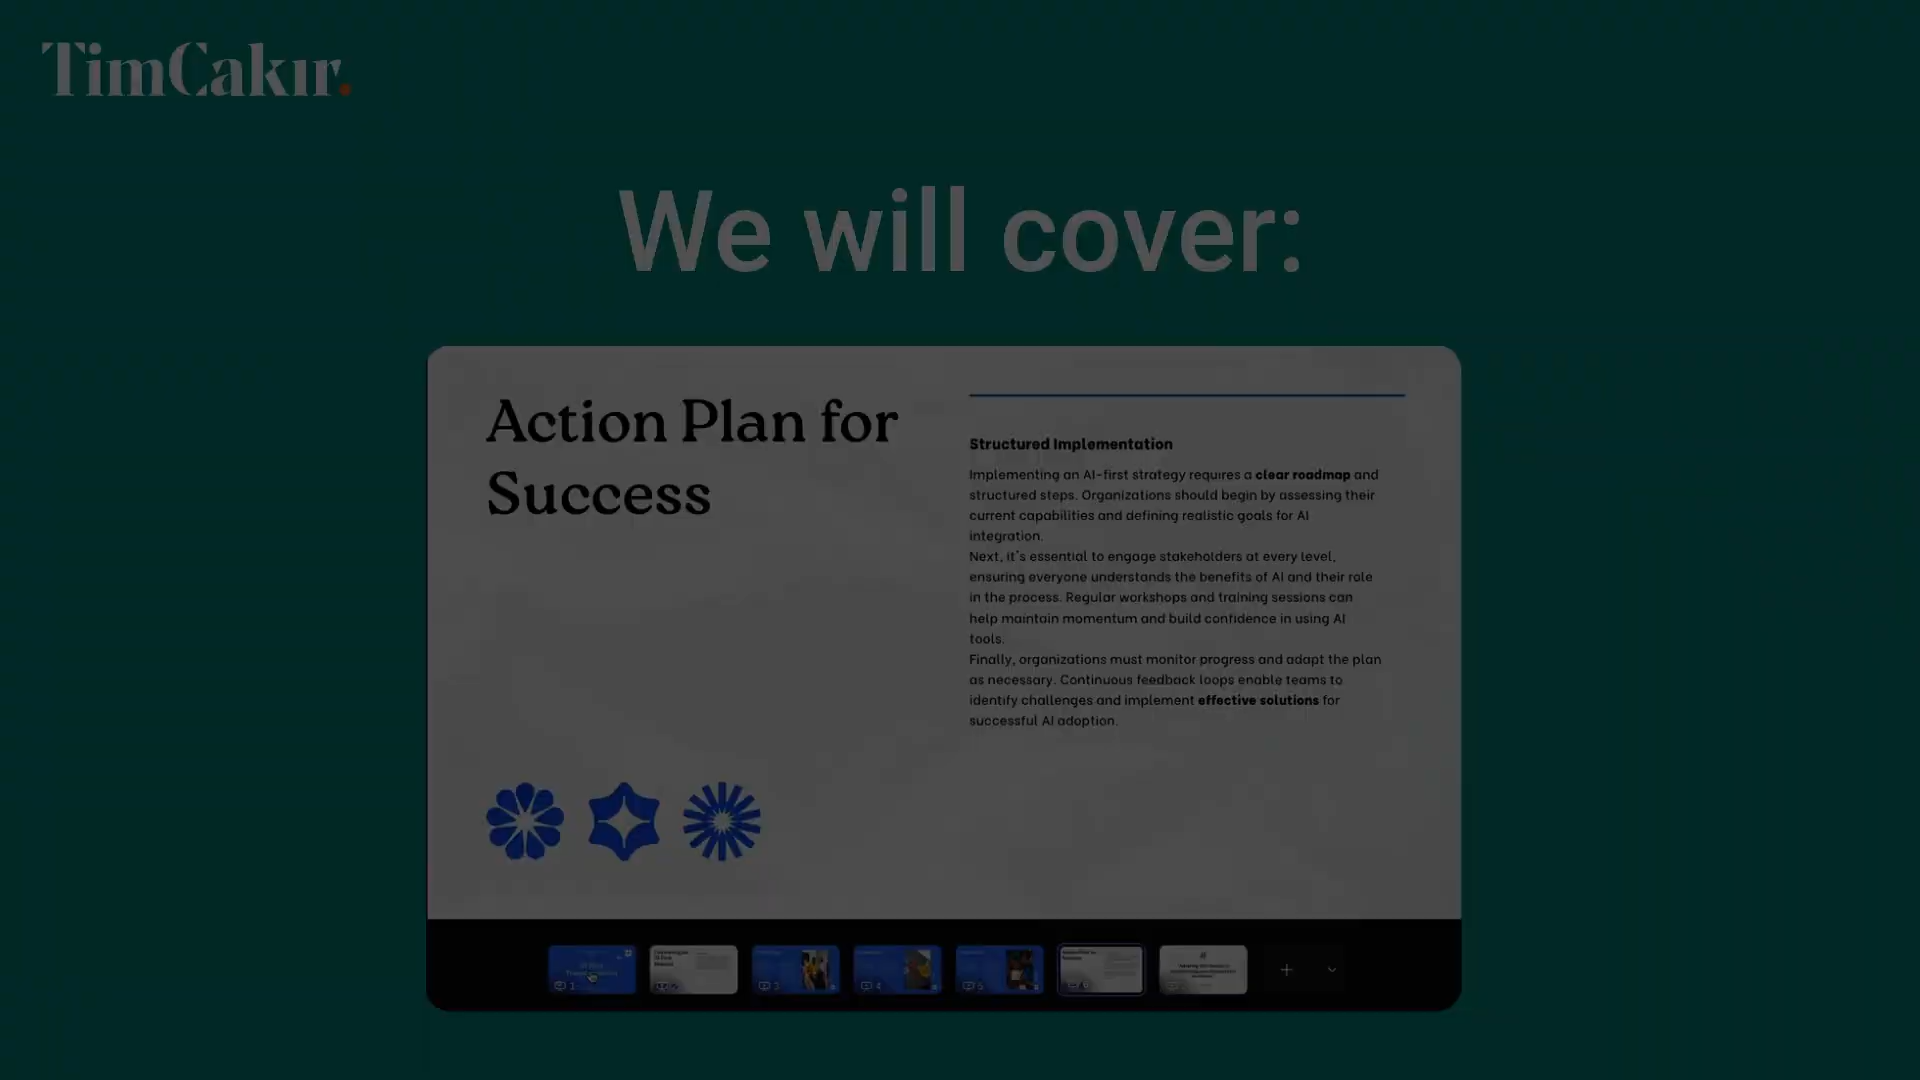 TimCakır.
We will cover:
Action Plan for
Success
Structured Implementation
Implementing an AI-first strategy requires a clear roadmap and
structured steps. Organizations should begin by assessing their
current capabilities and defining realistic goals for AI
integration.
Next, it's essential to engage stakeholders at every level,
ensuring everyone understands the benefits of AI and their role
in the process. Regular workshops and training sessions can
help maintain momentum and build confidence in using AI
tools.
Finally, organizations must monitor progress and adapt the plan
as necessary. Continuous feedback loops enable teams to
identify challenges and implement effective solutions for
successful AI adoption.
1
3
4
5